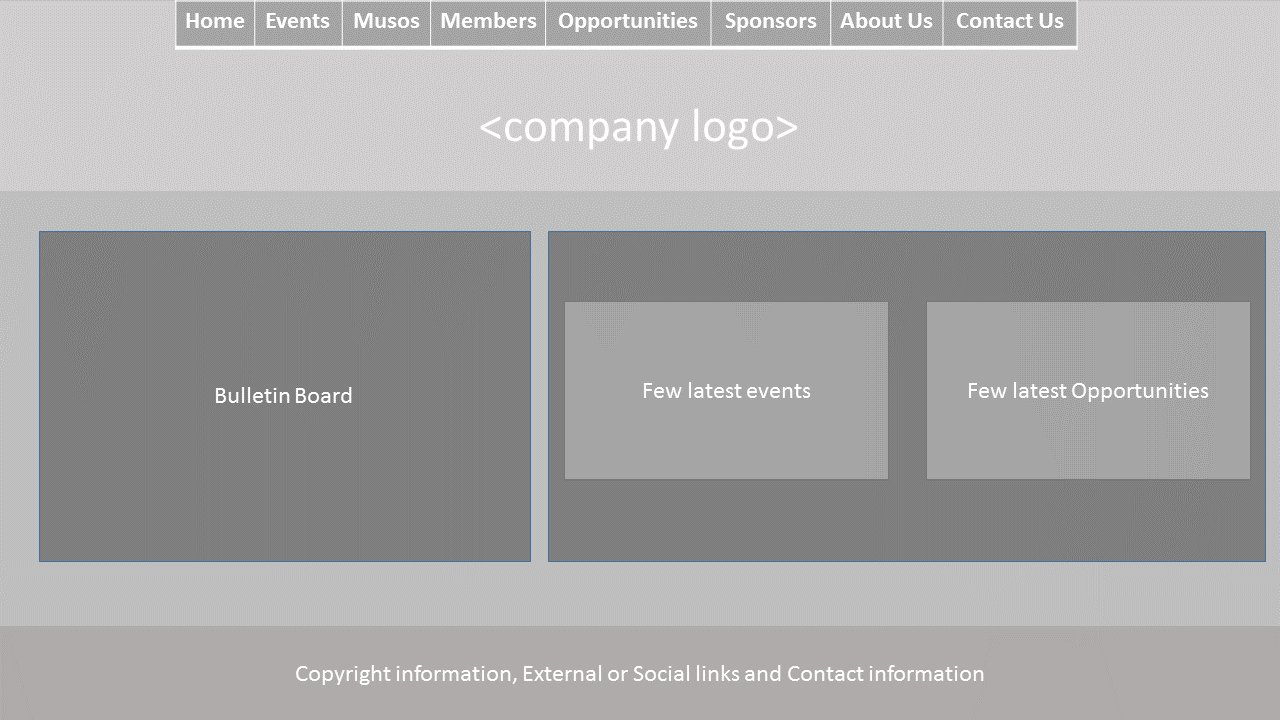 Home Events Musos Members Opportunities Sponsors About Us Contact Us
<company logo>
Bulletin Board
Few latest events
Few latest Opportunities
Copyright information, External or Social links and Contact information